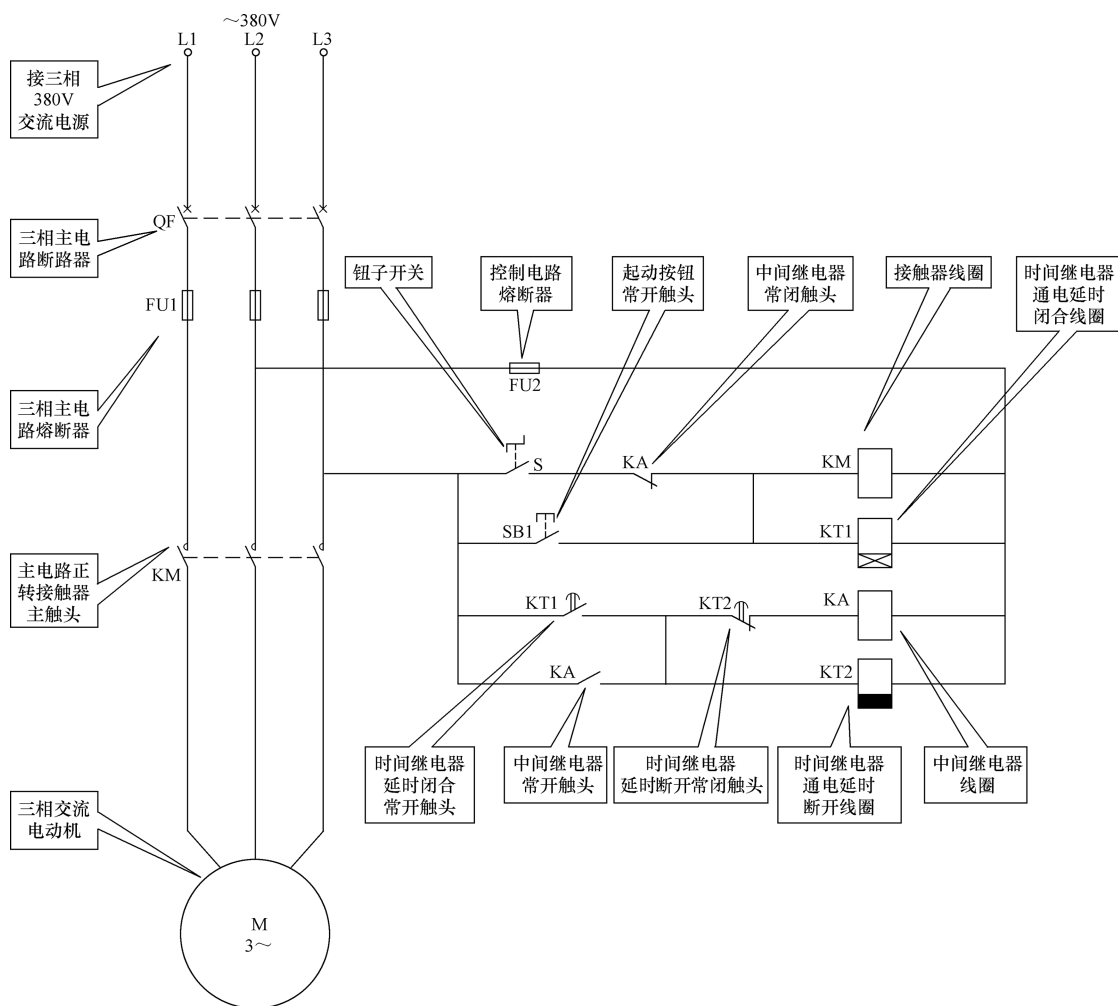 ～380V
L1
L2
L3
接三相
380V
交流电源
QF
三相主电
路断路器
钮子开关
控制电路
熔断器
起动按钮
常开触头
中间继电器
常闭触头
接触器线圈
时间继电器
通电延时
闭合线圈
FU1
FU2
三相主电
路熔断器
S
KA
KM
SB1
KT1
主电路正
转接触器
主触头
KM
KT1
KT2
KA
KA
KT2
时间继电器
延时闭合
常开触头
中间继电器
常开触头
时间继电器
延时断开常闭触头
时间继电器
通电延时
断开线圈
中间继电器
线圈
三相交流
电动机
M
3～